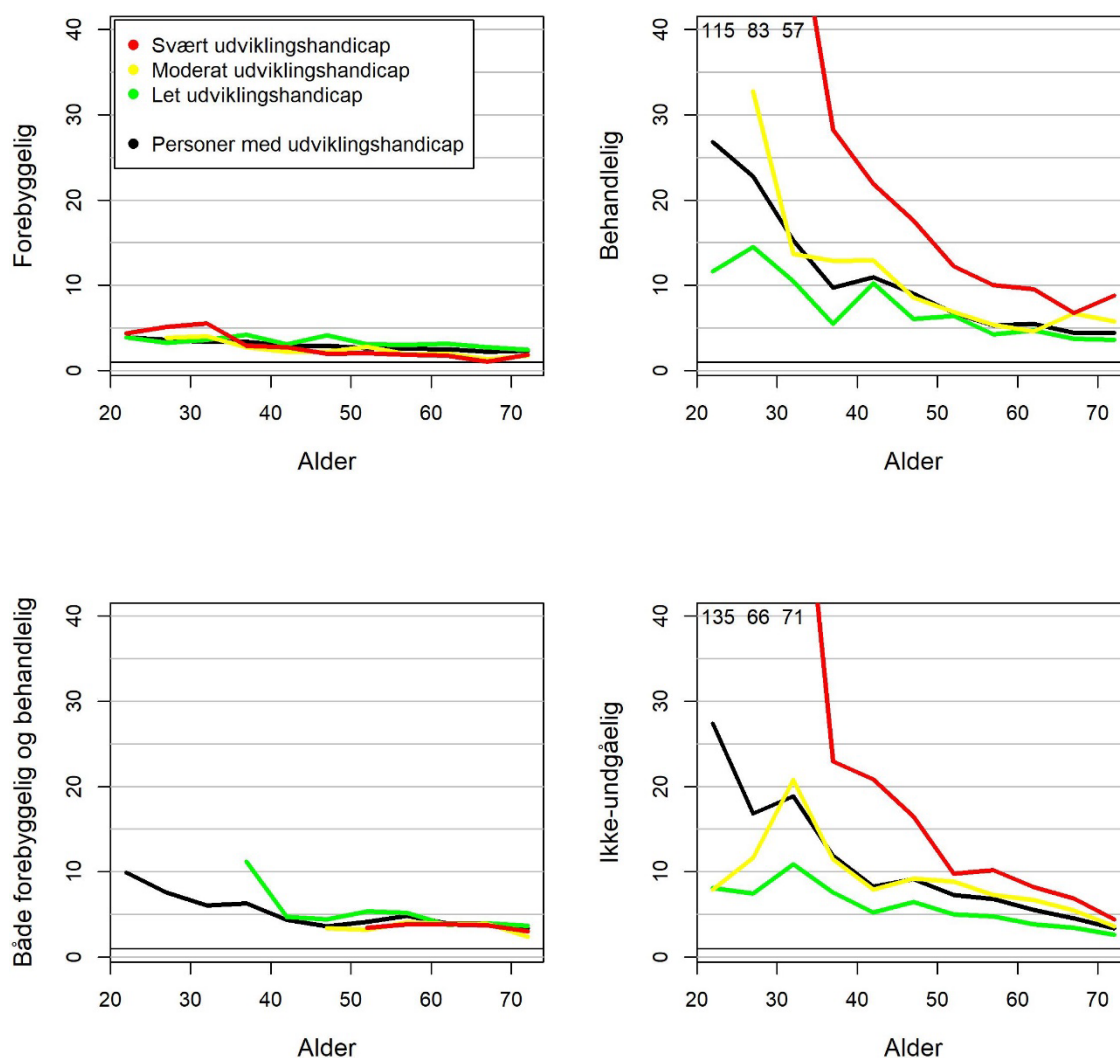 Forebyggelig
40
30
20
10
0
Svært udviklingshandicap
Moderat udviklingshandicap
Let udviklingshandicap
Personer med udviklingshandicap
20 30 40 50 60 70
Alder
Behandlelig
40
30
20
10
0
115 83 57
20 30 40 50 60 70
Alder
Både forebyggelig og behandlelig
40
30
20
10
0
20 30 40 50 60 70
Alder
Ikke-undgåelig
40
30
20
10
0
135 66 71
20 30 40 50 60 70
Alder